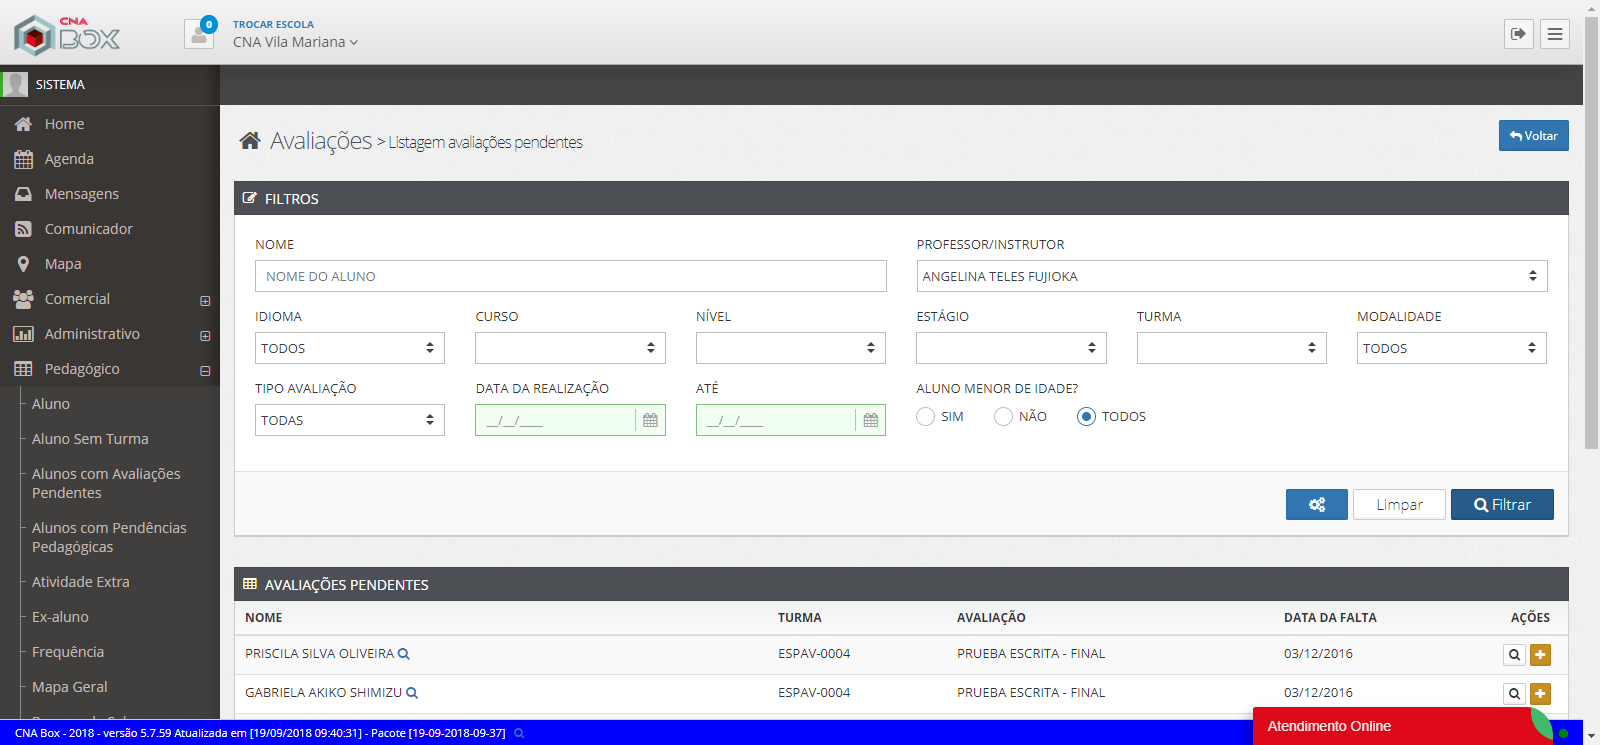 CNA
BOX
0
TROCAR ESCOLA
CNA Vila Mariana
SISTEMA
Home
Agenda
Mensagens
Comunicador
Mapa
Comercial
Administrativo
Pedagógico
Aluno
Aluno Sem Turma
Alunos com Avaliações
Pendentes
Alunos com Pendências
Pedagógicas
Atividade Extra
Ex-aluno
Frequência
Mapa Geral
Avaliações > Listagem avaliações pendentes
Voltar
FILTROS
NOME
PROFESSOR/INSTRUTOR
NOME DO ALUNO
ANGELINA TELES FUJIOKA
IDIOMA
CURSO
NÍVEL
ESTÁGIO
TURMA
MODALIDADE
TODOS
TODOS
TIPO AVALIAÇÃO
DATA DA REALIZAÇÃO
ATÉ
ALUNO MENOR DE IDADE?
TODAS
__/__/____
__/__/____
SIM
NÃO
TODOS
Limpar
Filtrar
AVALIAÇÕES PENDENTES
NOME TURMA AVALIAÇÃO DATA DA FALTA AÇÕES
PRISCILA SILVA OLIVEIRA ESPAV-0004 PRUEBA ESCRITA - FINAL 03/12/2016
GABRIELA AKIKO SHIMIZU ESPAV-0004 PRUEBA ESCRITA - FINAL 03/12/2016
CNA Box - 2018 - versão 5.7.59 Atualizada em [19/09/2018 09:40:31] - Pacote [19-09-2018-09-37]
Atendimento Online